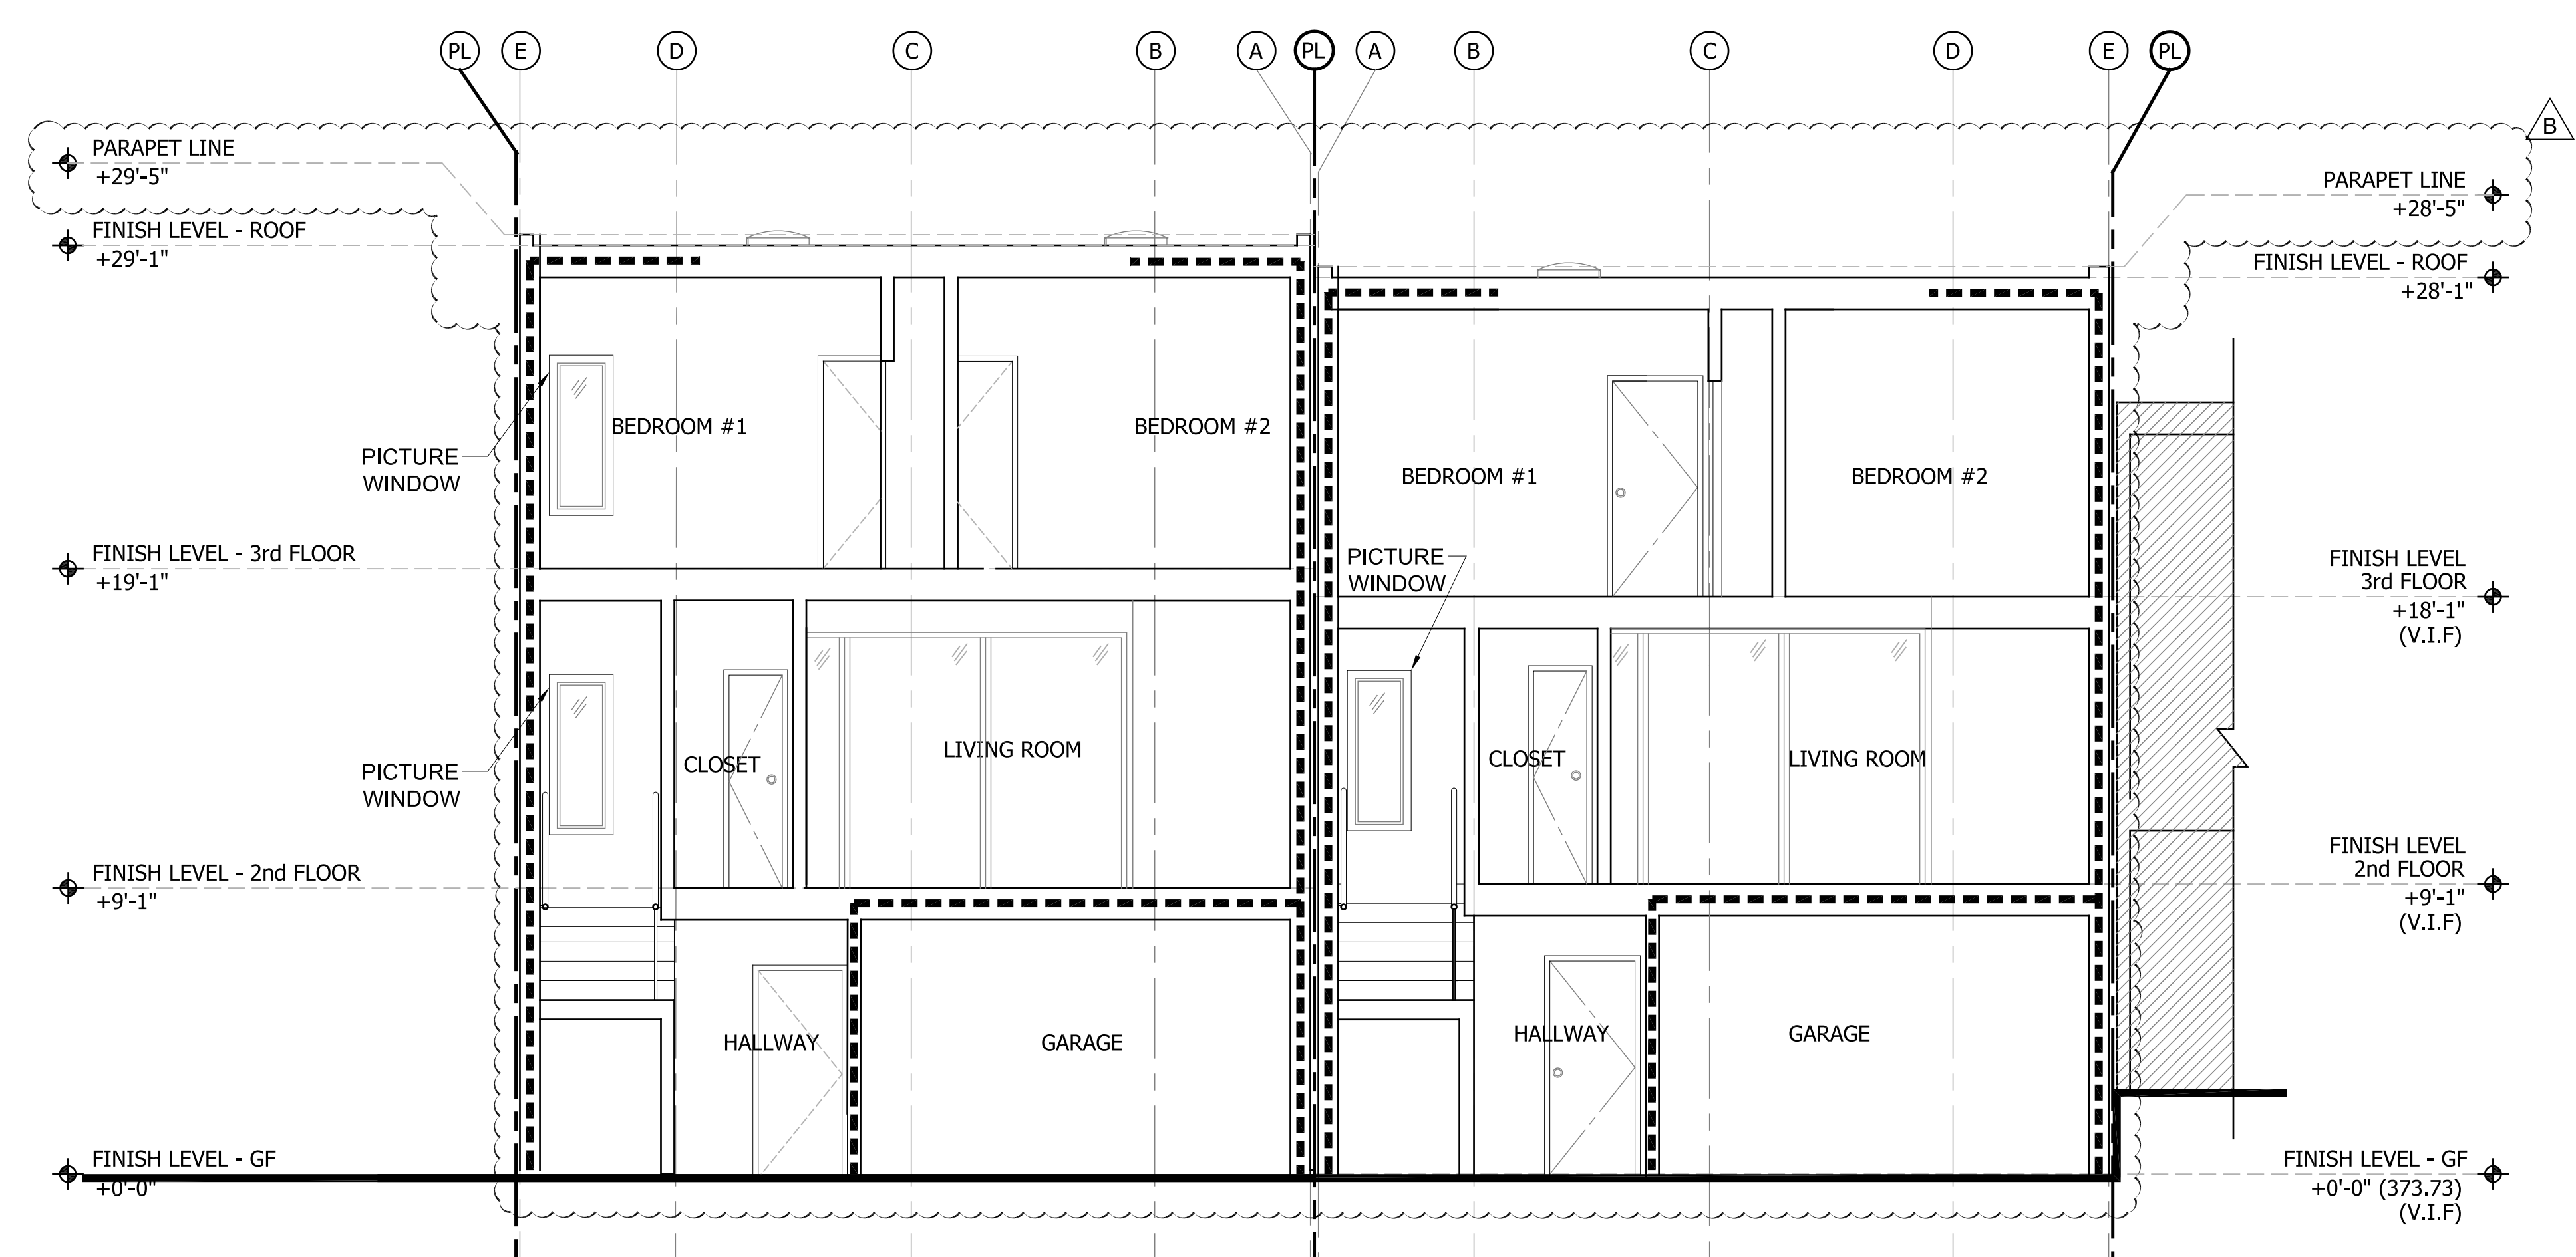 PL E D C B A PL A B C D E PL
B
PARAPET LINE
+29'-5"
PARAPET LINE
+28'-5"
FINISH LEVEL - ROOF
+29'-1"
FINISH LEVEL - ROOF
+28'-1"
BEDROOM #1
BEDROOM #2
PICTURE
WINDOW
BEDROOM #1
BEDROOM #2
FINISH LEVEL - 3rd FLOOR
+19'-1"
PICTURE
WINDOW
FINISH LEVEL
3rd FLOOR
+18'-1"
(V.I.F)
PICTURE
WINDOW
CLOSET
LIVING ROOM
CLOSET
LIVING ROOM
FINISH LEVEL - 2nd FLOOR
+9'-1"
FINISH LEVEL
2nd FLOOR
+9'-1"
(V.I.F)
HALLWAY
GARAGE
HALLWAY
GARAGE
FINISH LEVEL - GF
+0'-0"
FINISH LEVEL - GF
+0'-0" (373.73)
(V.I.F)